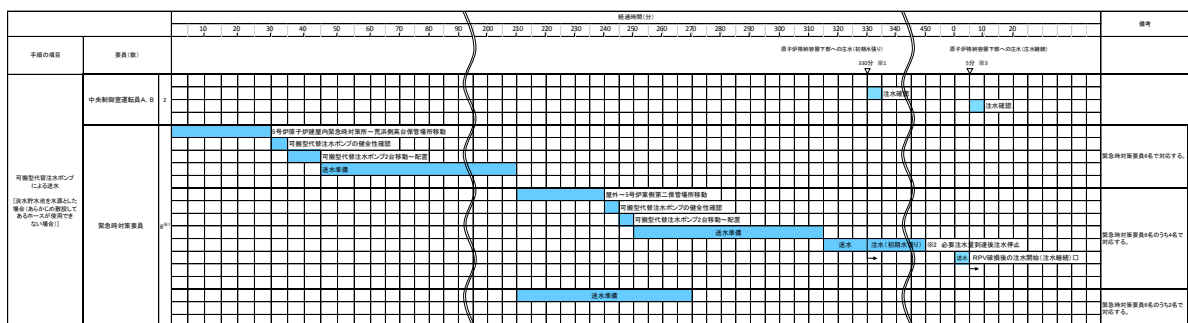 経過時間(分)
備考
10 20 30 40 50 60 70 80 90 200 210 220 230 240 250 260 270 280 290 300 310 320 330 340 450 0 10 20
手順の項目
要員(数)
原子炉格納容器下部への注水(初期水張り)
原子炉格納容器下部への注水(注水継続)
330分 ※1
5分 ※3
▽
▽
中央制御室運転員A、B
2
注水確認
注水確認
可搬型代替注水ポンプ
による送水
[淡水貯水池を水源とした
場合(あらかじめ敷設して
あるホースが使用でき
ない場合)]
緊急時対策要員
5号炉原子炉建屋内緊急時対策所~荒浜側高台保管場所移動
可搬型代替注水ポンプの健全性確認
可搬型代替注水ポンプ2台移動~配置
送水準備
緊急時対策要員6名で対応する。
屋外~5号炉東側第二保管場所移動
可搬型代替注水ポンプの健全性確認
可搬型代替注水ポンプ2台移動~配置
送水準備
送水
注水(初期水張り)
※2 必要注水量到達後注水停止
送水
RPV破損後の注水開始(注水継続)口
緊急時対策要員6名のうち4名で
対応する。
送水準備
緊急時対策要員6名のうち2名で
対応する。